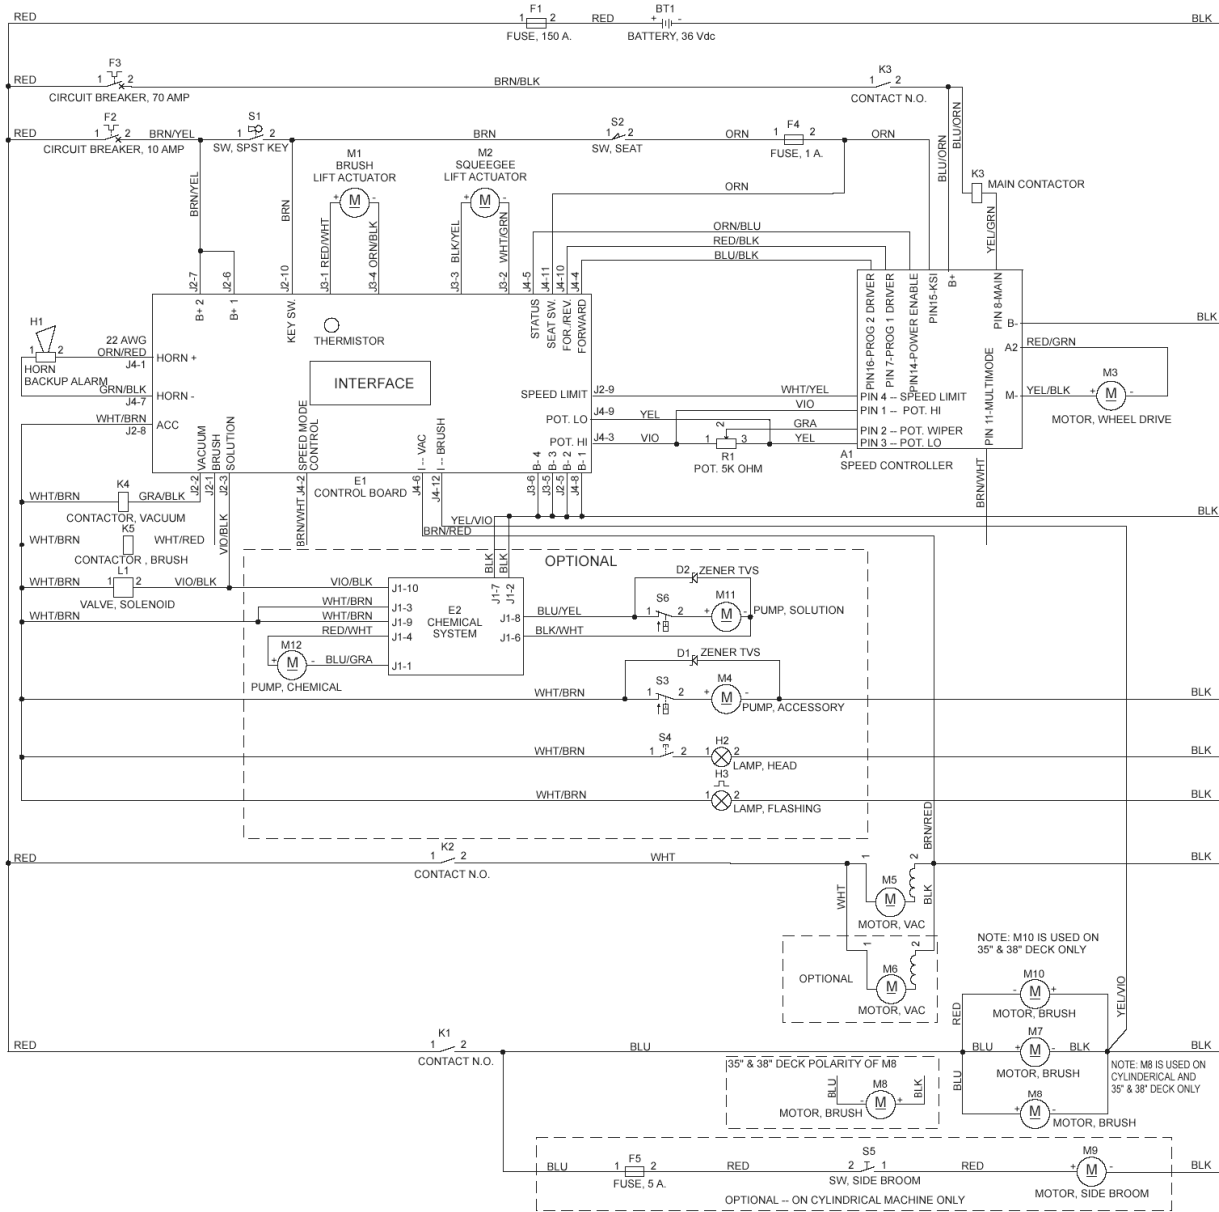 RED
F1
1 2
FUSE, 150 A.
RED
BT1
+ -
BATTERY, 36 Vdc
BLK
RED
F3
1 2
CIRCUIT BREAKER, 70 AMP
BRN/BLK
K3
1 2
CONTACT N.O.
RED
F2
1 2
CIRCUIT BREAKER, 10 AMP
BRN/YEL
S1
1 2
SW, SPST KEY
BRN
S2
1 2
SW, SEAT
ORN
F4
1 2
FUSE, 1 A.
ORN
BLU/ORN
BLU/ORN
K3
MAIN CONTACTOR
YEL/GRN
ORN
BRN/YEL
BRN
M1
BRUSH
LIFT ACTUATOR
+ M -
RED/WHT
ORN/BLK
M2
SQUEEGEE
LIFT ACTUATOR
+ M -
BLK/YEL
WHT/GRN
ORN/BLU
RED/BLK
BLU/BLK
J2-7
J2-6
J2-10
J3-1
J3-4
J3-3
J3-2
J4-5
J4-11
J4-10
J4-4
B+ 2
B+ 1
KEY SW.
STATUS
SEAT SW.
FOR./REV.
FORWARD
THERMISTOR
INTERFACE
PIN16-PROG 2 DRIVER
PIN 7-PROG 1 DRIVER
PIN14-POWER ENABLE
PIN15-KSI
B+
PIN 8-MAIN
B-
BLK
A2
RED/GRN
M-
YEL/BLK
M3
+ M -
MOTOR, WHEEL DRIVE
PIN 11-MULTIMODE
BRN/WHT
H1
1 2
HORN
BACKUP ALARM
22 AWG
ORN/RED
J4-1
HORN +
GRN/BLK
J4-7
HORN -
WHT/BRN
J2-8
ACC
SPEED LIMIT
J2-9
WHT/YEL
PIN 4 -- SPEED LIMIT
VIO
PIN 1 -- POT. HI
POT. LO
J4-9
YEL
GRA
PIN 2 -- POT. WIPER
POT. HI
J4-3
VIO
1 2 3
R1
POT. 5K OHM
YEL
PIN 3 -- POT. LO
A1
SPEED CONTROLLER
VACUUM
BRUSH
SOLUTION
SPEED MODE
CONTROL
I -- VAC
I -- BRUSH
B- 4
B- 3
B- 2
B- 1
J2-2
J2-1
J2-3
J4-2
E1
CONTROL BOARD
J4-6
J4-12
J3-6
J3-5
J2-5
J4-8
WHT/BRN
K4
GRA/BLK
CONTACTOR, VACUUM
VIO/BLK
BRN/WHT
YEL/VIO
BRN/RED
BLK
WHT/BRN
K5
WHT/RED
CONTACTOR , BRUSH
WHT/BRN
L1
1 2
VIO/BLK
VALVE, SOLENOID
WHT/BRN
OPTIONAL
BLK
BLK
VIO/BLK
WHT/BRN
WHT/BRN
RED/WHT
J1-10
J1-3
J1-9
J1-4
J1-1
J1-7
J1-2
J1-8
J1-6
E2
CHEMICAL
SYSTEM
M12
+ M -
BLU/GRA
PUMP, CHEMICAL
D2 ZENER TVS
BLU/YEL
S6
1 2
M11
+ M -
PUMP, SOLUTION
BLK/WHT
D1 ZENER TVS
WHT/BRN
S3
1 2
M4
+ M -
PUMP, ACCESSORY
BLK
WHT/BRN
S4
1 2
H2
1 2
LAMP, HEAD
BLK
WHT/BRN
H3
1 2
LAMP, FLASHING
BLK
BRN/RED
RED
K2
1 2
CONTACT N.O.
WHT
1 2
M5
M
MOTOR, VAC
WHT
BLK
BLK
OPTIONAL
1 2
M6
M
MOTOR, VAC
NOTE: M10 IS USED ON
35" & 38" DECK ONLY
M10
- M +
MOTOR, BRUSH
RED
YEL/VIO
RED
K1
1 2
CONTACT N.O.
BLU
BLU
M7
+ M -
BLK
MOTOR, BRUSH
BLK
BLU
M8
+ M -
MOTOR, BRUSH
NOTE: M8 IS USED ON
CYLINDERICAL AND
35" & 38" DECK ONLY
35" & 38" DECK POLARITY OF M8
BLU
M8
- M +
BLK
MOTOR, BRUSH
BLU
F5
1 2
FUSE, 5 A.
RED
S5
2 1
SW, SIDE BROOM
RED
M9
+ M -
MOTOR, SIDE BROOM
BLK
OPTIONAL -- ON CYLINDRICAL MACHINE ONLY